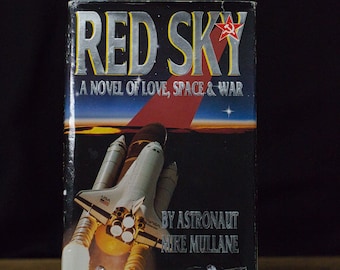 RED SKY
A NOVEL OF LOVE, SPACE & WAR
BY ASTRONAUT
MIKE MULLANE